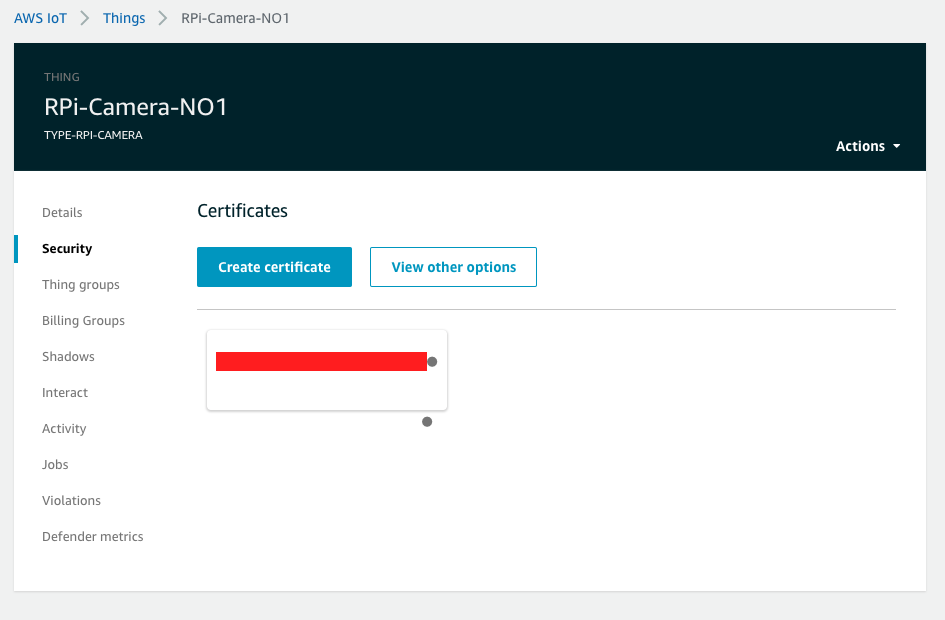 AWS IoT Things RPi-Camera-NO1
THING
RPi-Camera-NO1
TYPE-RPI-CAMERA
Actions
Details
Security
Thing groups
Billing Groups
Shadows
Interact
Activity
Jobs
Violations
Defender metrics
Certificates
Create certificate View other options